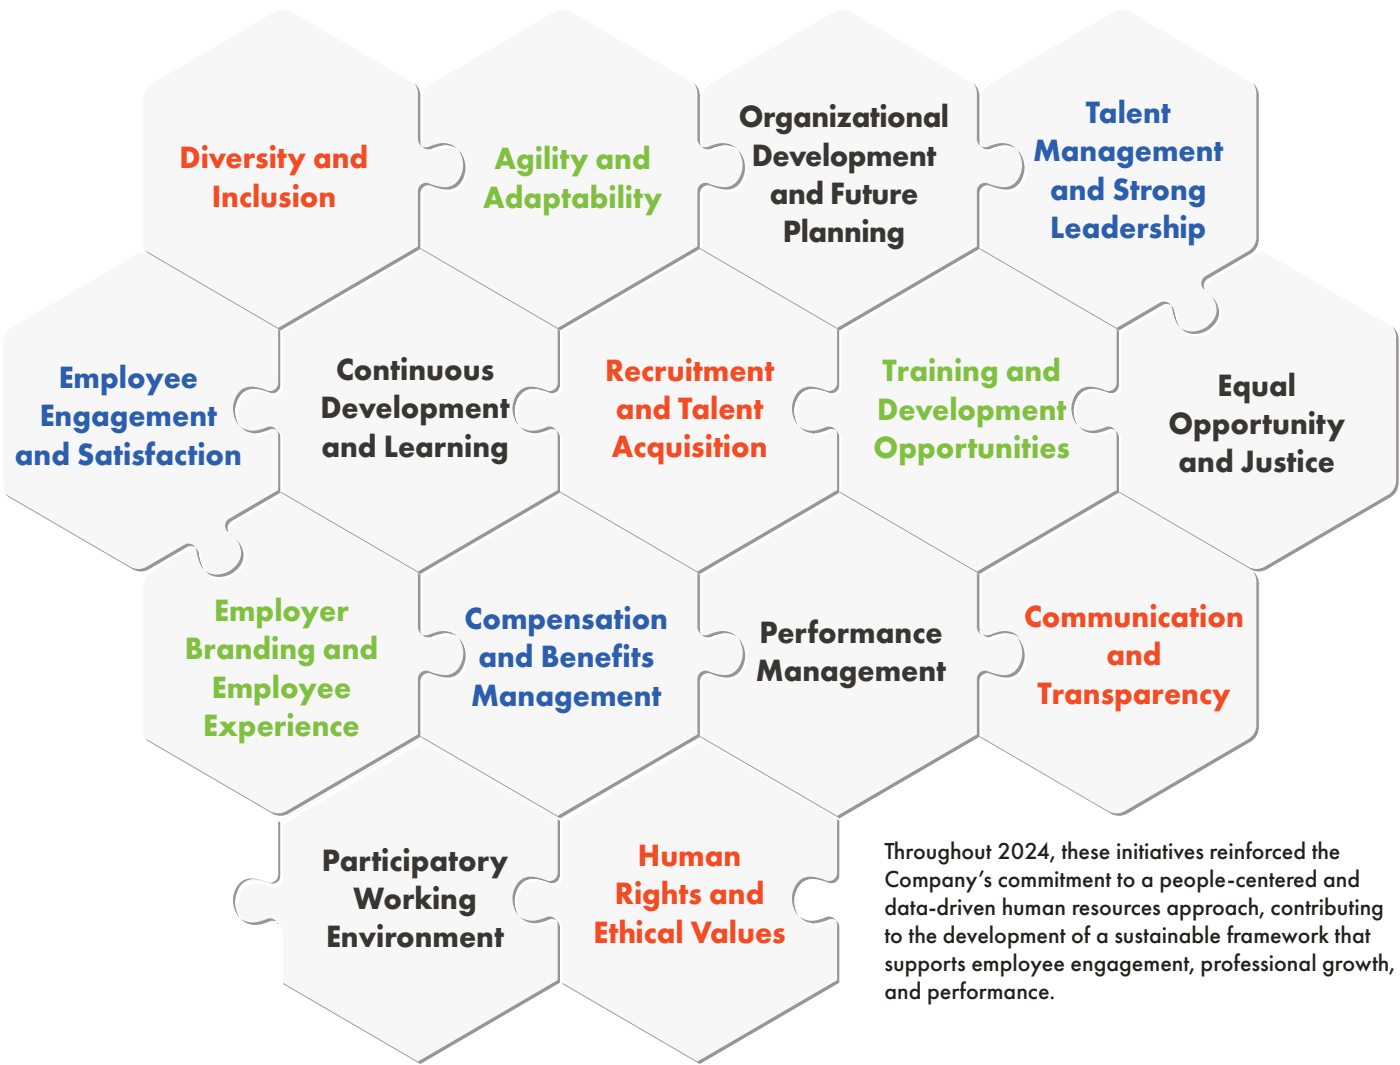 Diversity and
Inclusion
Agility and
Adaptability
Organizational
Development
and Future
Planning
Talent
Management
and Strong
Leadership
Employee
Engagement
and Satisfaction
Continuous
Development
and Learning
Recruitment
and Talent
Acquisition
Training and
Development
Opportunities
Equal
Opportunity
and Justice
Employer
Branding and
Employee
Experience
Compensation
and Benefits
Management
Performance
Management
Communication
and
Transparency
Participatory
Working
Environment
Human
Rights and
Ethical Values
Throughout 2024, these initiatives reinforced the
Company’s commitment to a people-centered and
data-driven human resources approach, contributing
to the development of a sustainable framework that
supports employee engagement, professional growth,
and performance.